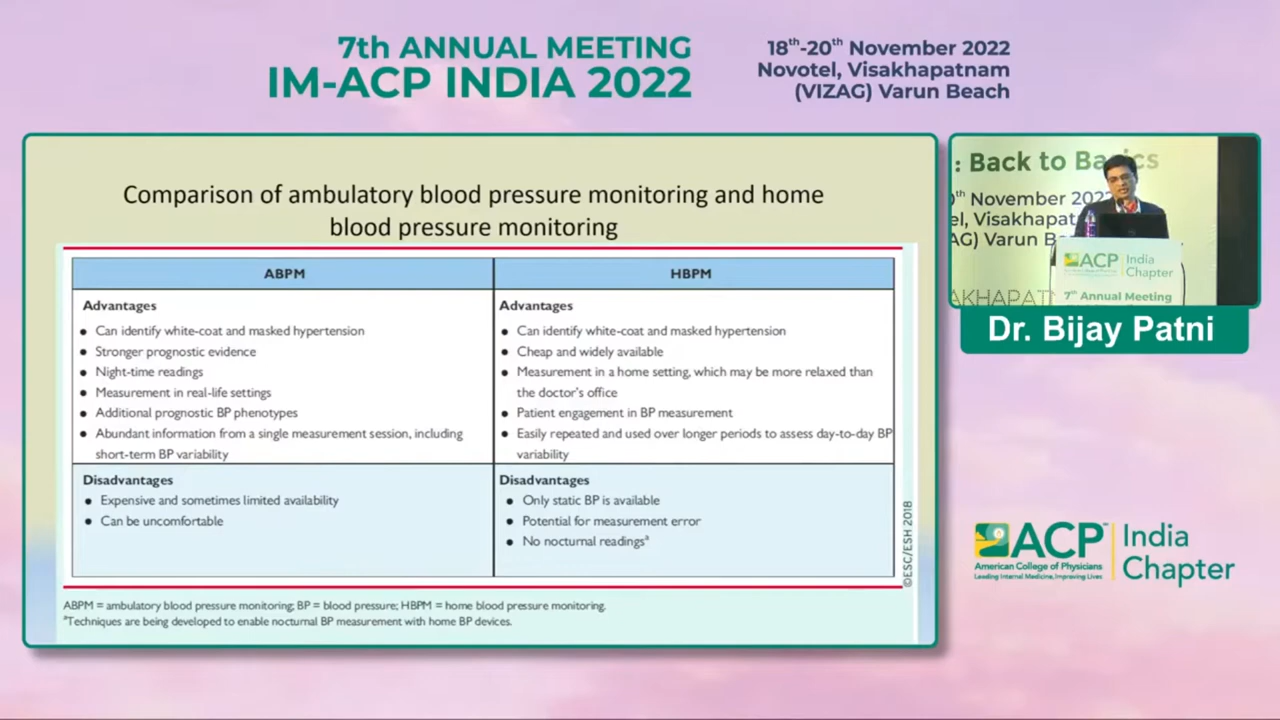 7th ANNUAL MEETING
IM-ACP INDIA 2022
18th-20th November 2022
Novotel, Visakhapatnam
(VIZAG) Varun Beach
Comparison of ambulatory blood pressure monitoring and home
blood pressure monitoring
ABPM
HBPM
Advantages
• Can identify white-coat and masked hypertension
• Stronger prognostic evidence
• Night-time readings
• Measurement in real-life settings
• Additional prognostic BP phenotypes
• Abundant information from a single measurement session, including
short-term BP variability
Advantages
• Can identify white-coat and masked hypertension
• Cheap and widely available
• Measurement in a home setting, which may be more relaxed than
the doctor's office
• Patient engagement in BP measurement
• Easily repeated and used over longer periods to assess day-to-day BP
variability
Disadvantages
• Expensive and sometimes limited availability
• Can be uncomfortable
Disadvantages
• Only static BP is available
• Potential for measurement error
• No nocturnal readingsa
©ESC/ESH 2018
ABPM = ambulatory blood pressure monitoring; BP = blood pressure; HBPM = home blood pressure monitoring.
aTechniques are being developed to enable nocturnal BP measurement with home BP devices.
: Back to Basics
th November 202
el, Visakhapat
AG) Varun B
AKHAPAT
ACP India
Chapter
7th Annual Meeting
Dr. Bijay Patni
ACP™
American College of Physicians
Leading Internal Medicine, Improving Lives
India
Chapter